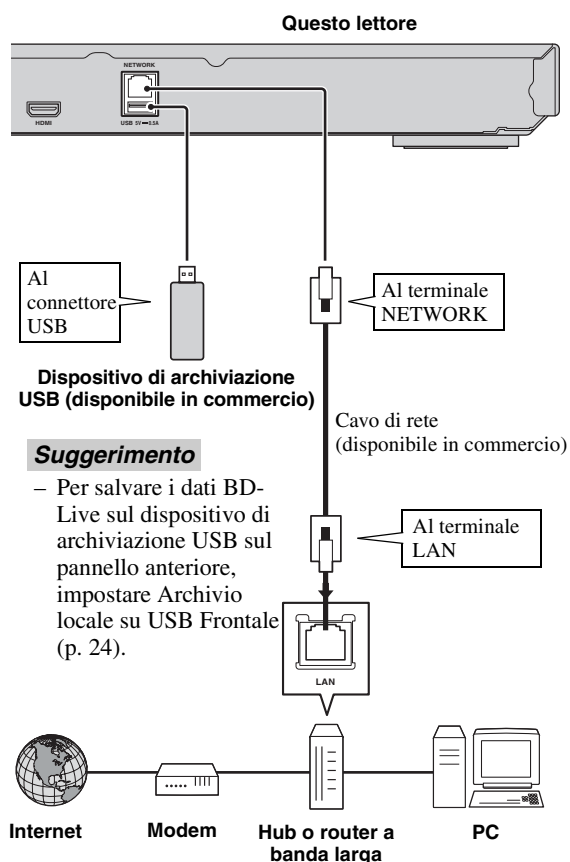 Questo lettore
NETWORK
HDMI
USB 5V 0.5A
Al
connettore
USB
Al terminale
NETWORK
Dispositivo di archiviazione
USB (disponibile in commercio)
Cavo di rete
(disponibile in commercio)
Suggerimento
– Per salvare i dati BD-
Live sul dispositivo di
archiviazione USB sul
pannello anteriore,
impostare Archivio
locale su USB Frontale
(p. 24).
Al terminale
LAN
LAN
Internet
Modem
Hub o router a
banda larga
PC